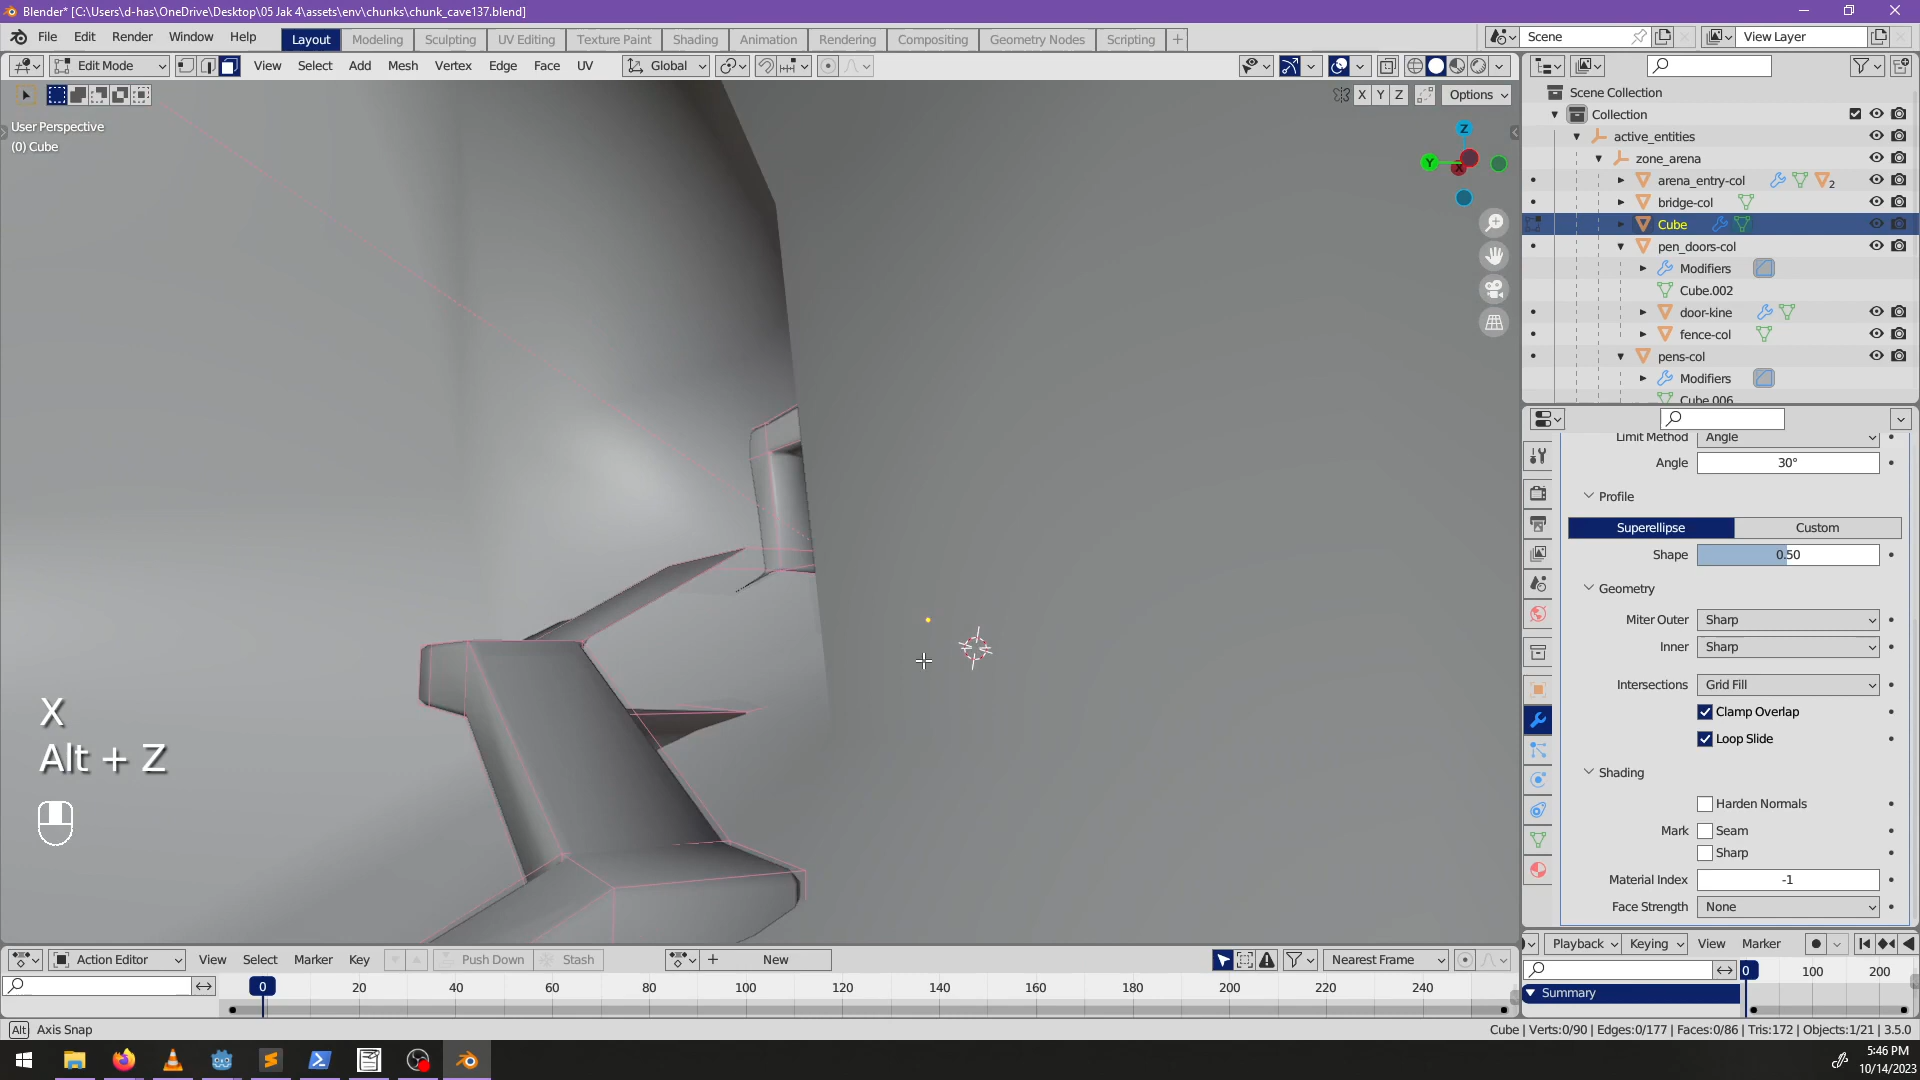 Blender* [C:\Users\d-has\OneDrive\Desktop\05 Jak 4\assets\env\chunks\chunk_cave137.blend]
File Edit Render Window Help Layout Modeling Sculpting UV Editing Texture Paint Shading Animation Rendering Compositing Geometry Nodes Scripting + Scene View Layer
Edit Mode View Select Add Mesh Vertex Edge Face UV Global
X Y Z Options
User Perspective
(0) Cube
Z
Y
X
X
Alt + Z
Scene Collection
Collection
active_entities
zone_arena
arena_entry-col 2
bridge-col
Cube
pen_doors-col
Modifiers
Cube.002
door-kine
fence-col
pens-col
Modifiers
Cube.006
Limit Method Angle
Angle 30°
Profile
Superellipse Custom
Shape 0.50
Geometry
Miter Outer Sharp
Inner Sharp
Intersections Grid Fill
Clamp Overlap
Loop Slide
Shading
Harden Normals
Mark Seam
Sharp
Material Index -1
Face Strength None
Action Editor View Select Marker Key Push Down Stash + New Nearest Frame
0 20 40 60 80 100 120 140 160 180 200 220 240
Playback Keying View Marker
0 100 200
Summary
Alt Axis Snap
Cube | Verts:0/90 | Edges:0/177 | Faces:0/86 | Tris:172 | Objects:1/21 | 3.5.0
5:46 PM
10/14/2023